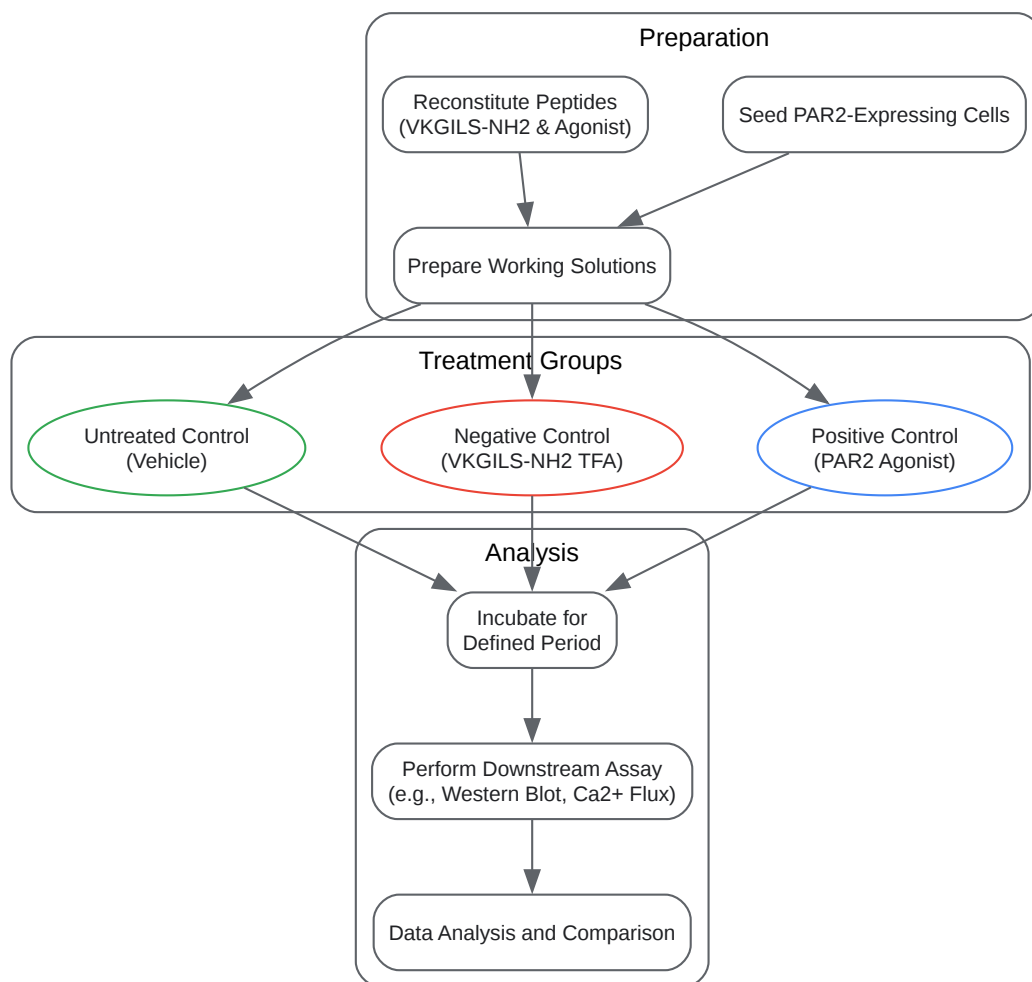 Preparation
Reconstitute Peptides
(VKGILS-NH2 & Agonist)
Seed PAR2-Expressing Cells
Prepare Working Solutions
Treatment Groups
Untreated Control
(Vehicle)
Negative Control
(VKGILS-NH2 TFA)
Positive Control
(PAR2 Agonist)
Analysis
Incubate for
Defined Period
Perform Downstream Assay
(e.g., Western Blot, Ca2+ Flux)
Data Analysis and Comparison